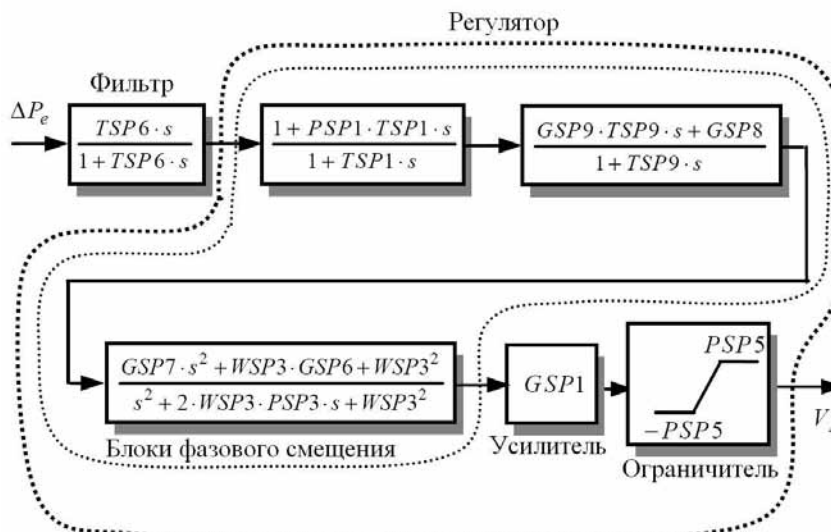 Регулятор
Фильтр
ΔP_e
TSP6·s
1+TSP6·s
1+PSP1·TSP1·s
1+TSP1·s
GSP9·TSP9·s+GSP8
1+TSP9·s
GSP7·s²+WSP3·GSP6+WSP3²
s²+2·WSP3·PSP3·s+WSP3²
GSP1
PSP5
−PSP5
Блоки фазового смещения
Усилитель
Ограничитель